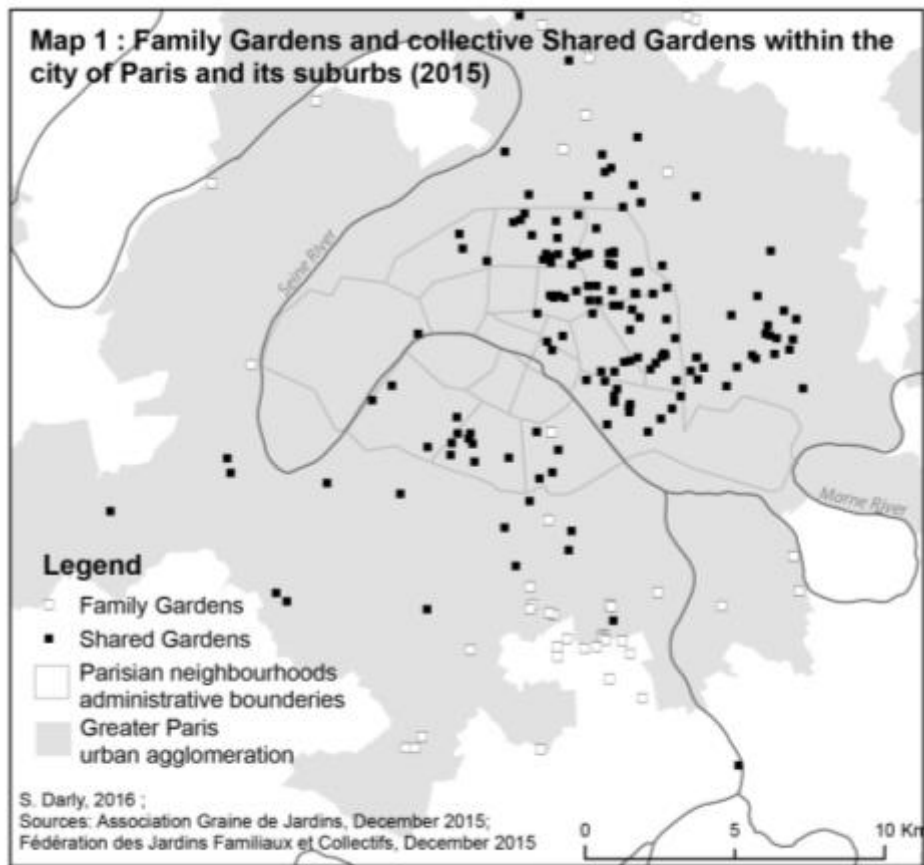 Map 1 : Family Gardens and collective Shared Gardens within the
city of Paris and its suburbs (2015)
Seine River
Marne River
Legend
Family Gardens
Shared Gardens
Parisian neighbourhoods
administrative bounderies
Greater Paris
urban agglomeration
S. Darly, 2016 ;
Sources: Association Graine de Jardins, December 2015;
Fédération des Jardins Familiaux et Collectifs, December 2015
0 5 10 Km